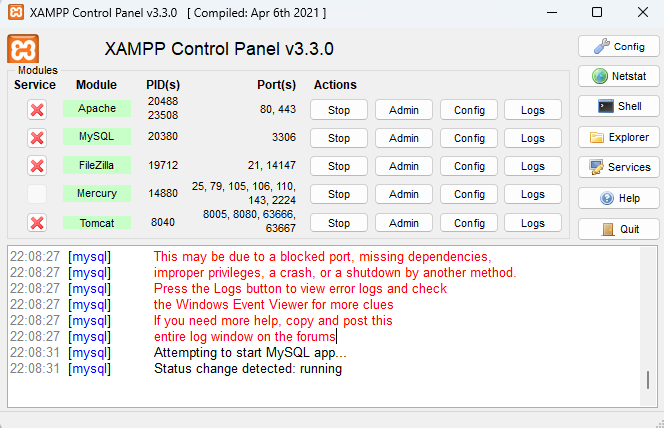 XAMPP Control Panel v3.3.0   [ Compiled: Apr 6th 2021 ]
XAMPP Control Panel v3.3.0
Config
Modules
Service Module PID(s) Port(s) Actions
Netstat
Apache 20488 23508 80, 443 Stop Admin Config Logs
Shell
MySQL 20380 3306 Stop Admin Config Logs
Explorer
FileZilla 19712 21, 14147 Stop Admin Config Logs
Services
Mercury 14880 25, 79, 105, 106, 110, 143, 2224 Stop Admin Config Logs
Help
Tomcat 8040 8005, 8080, 63666, 63667 Stop Admin Config Logs
Quit
22:08:27 [mysql] This may be due to a blocked port, missing dependencies,
22:08:27 [mysql] improper privileges, a crash, or a shutdown by another method.
22:08:27 [mysql] Press the Logs button to view error logs and check
22:08:27 [mysql] the Windows Event Viewer for more clues
22:08:27 [mysql] If you need more help, copy and post this
22:08:27 [mysql] entire log window on the forums
22:08:31 [mysql] Attempting to start MySQL app...
22:08:31 [mysql] Status change detected: running